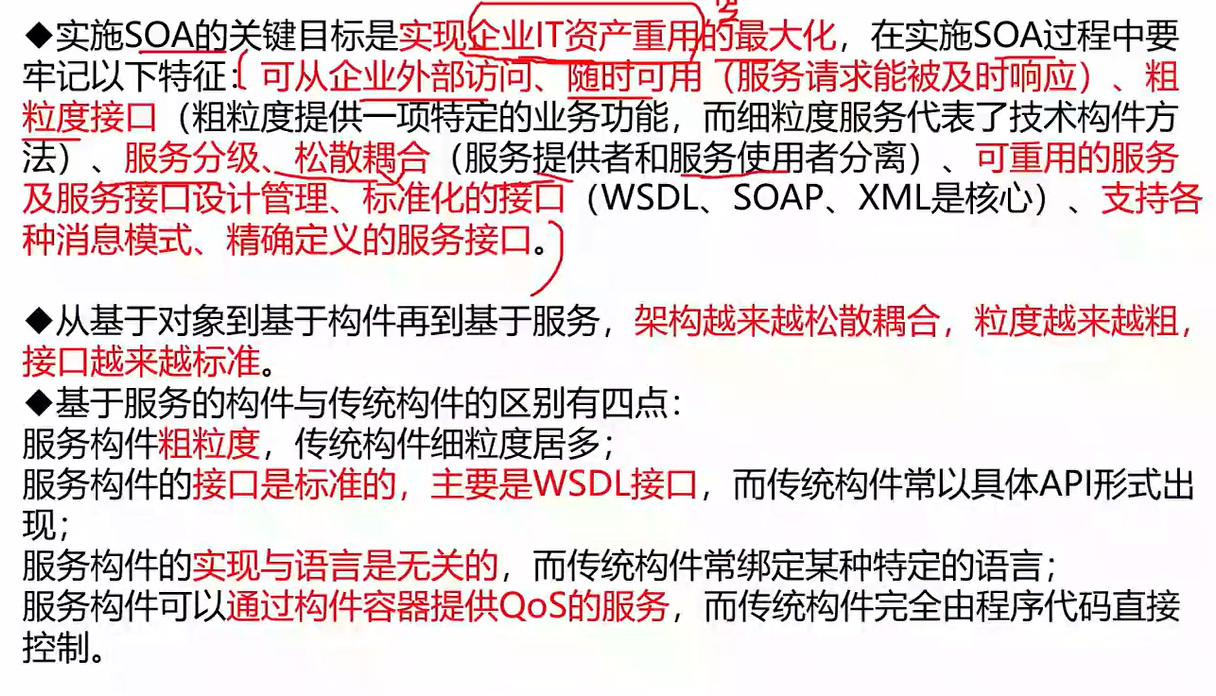 ◆实施SOA的关键目标是实现企业IT资产重用的最大化，在实施SOA过程中要
牢记以下特征：可从企业外部访问、随时可用（服务请求能被及时响应）、粗
粒度接口（粗粒度提供一项特定的业务功能，而细粒度服务代表了技术构件方
法）、服务分级、松散耦合（服务提供者和服务使用者分离）、可重用的服务
及服务接口设计管理、标准化的接口（WSDL、SOAP、XML是核心）、支持各
种消息模式、精确定义的服务接口。
◆从基于对象到基于构件再到基于服务，架构越来越松散耦合，粒度越来越粗，
接口越来越标准。
◆基于服务的构件与传统构件的区别有四点：
服务构件粗粒度，传统构件细粒度居多；
服务构件的接口是标准的，主要是WSDL接口，而传统构件常以具体API形式出
现；
服务构件的实现与语言是无关的，而传统构件常绑定某种特定的语言；
服务构件可以通过构件容器提供QoS的服务，而传统构件完全由程序代码直接
控制。